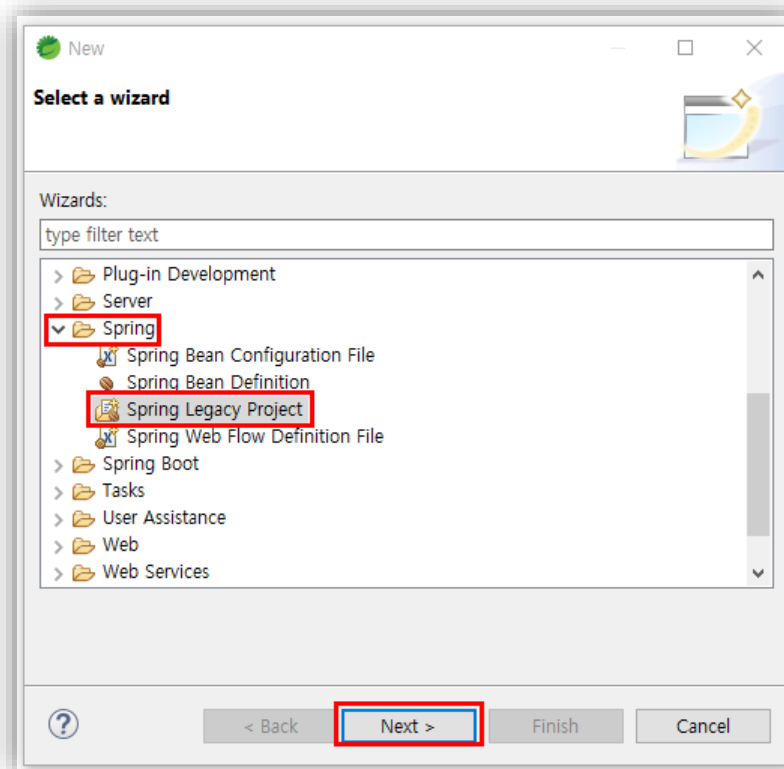 New
Select a wizard
Wizards:
type filter text
Plug-in Development
Server
Spring
Spring Bean Configuration File
Spring Bean Definition
Spring Legacy Project
Spring Web Flow Definition File
Spring Boot
Tasks
User Assistance
Web
Web Services
? < Back Next > Finish Cancel